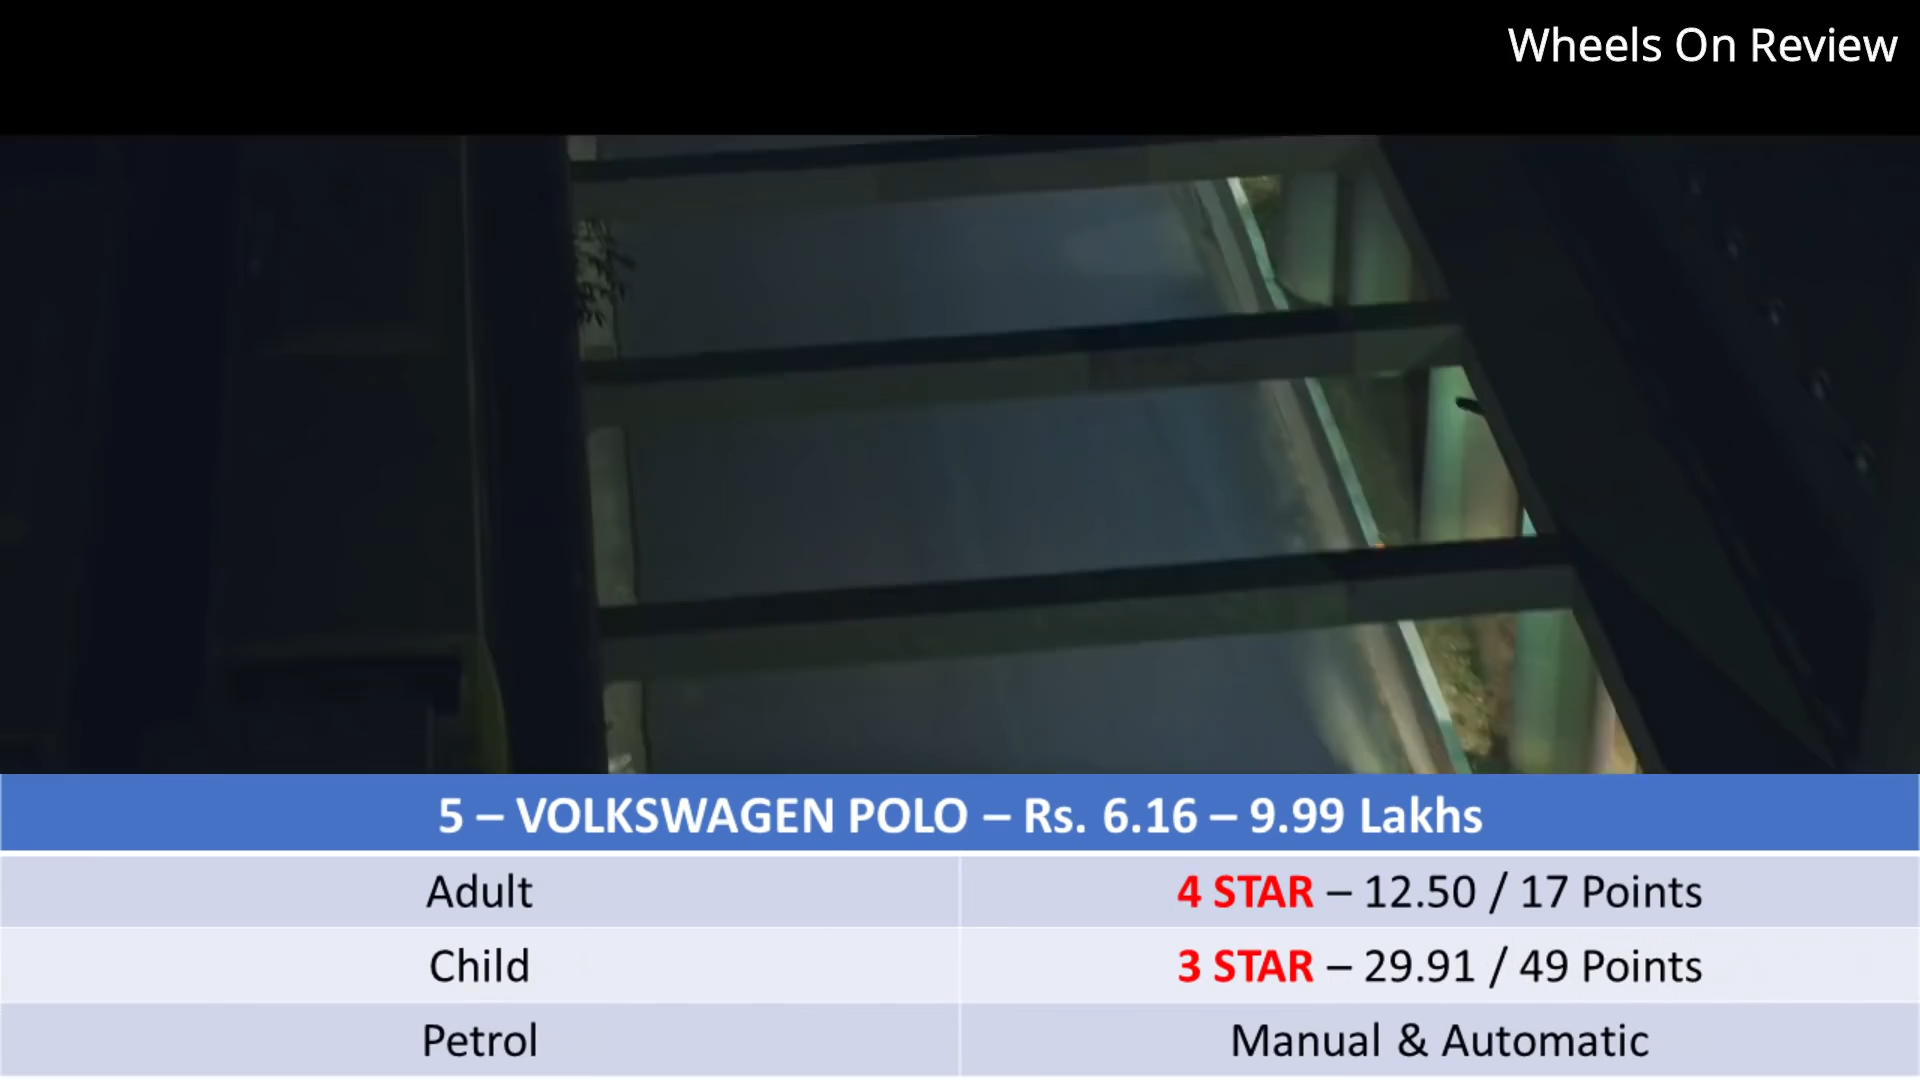 Wheels On Review
5 – VOLKSWAGEN POLO – Rs. 6.16 – 9.99 Lakhs
Adult 4 STAR – 12.50 / 17 Points
Child 3 STAR – 29.91 / 49 Points
Petrol Manual & Automatic